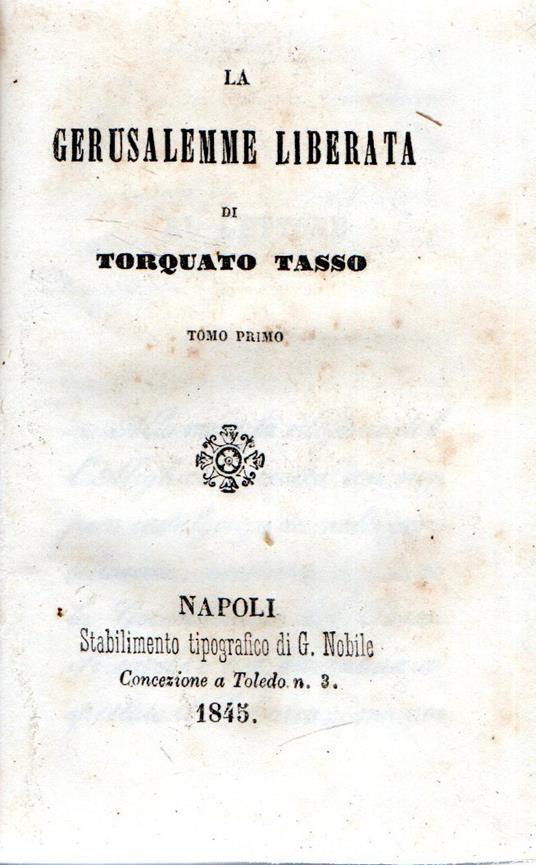 LA
GERUSALEMME LIBERATA
DI
TORQUATO TASSO
TOMO PRIMO
NAPOLI
Stabilimento tipografico di G. Nobile
Concezione a Toledo n. 3.
1845.